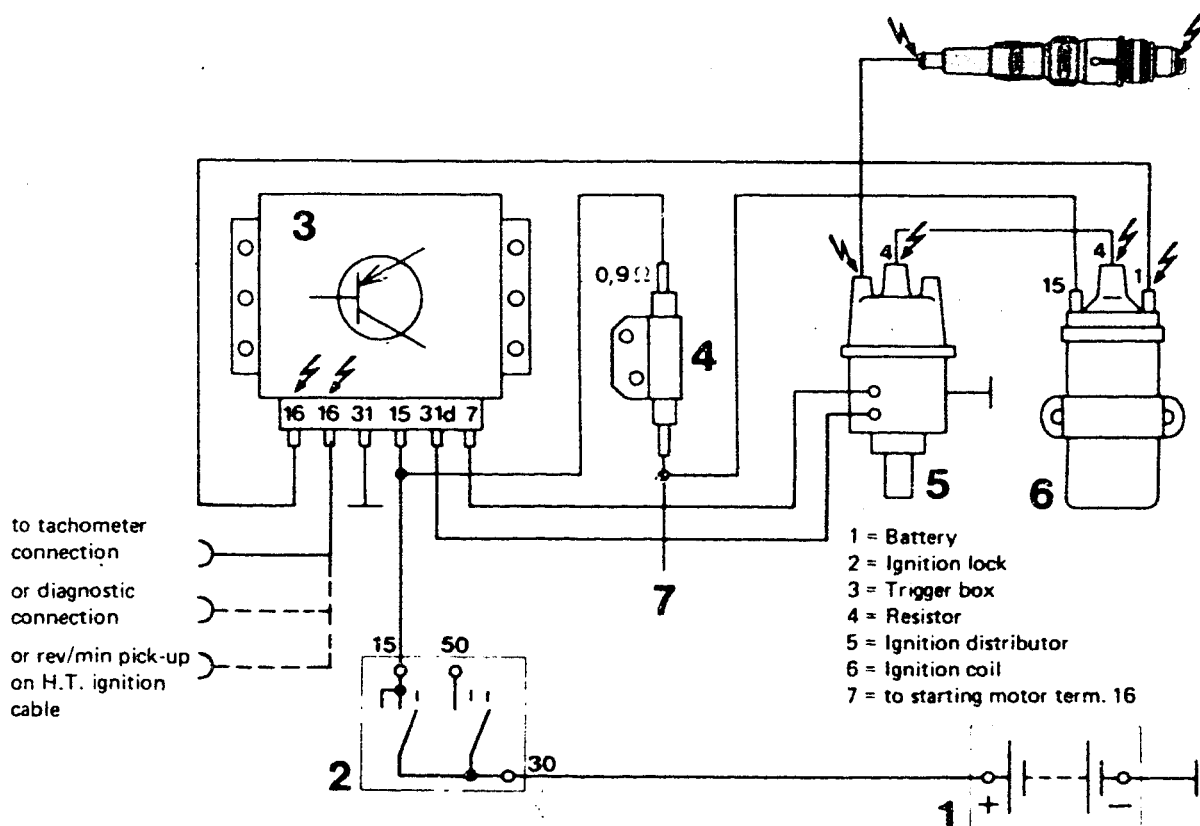 3
0,9 Ω
4
4
4
15
1
16 16 31 15 31d 7
5
6
to tachometer
connection
or diagnostic
connection
or rev/min pick-up
on H.T. ignition
cable
7
1 = Battery
2 = Ignition lock
3 = Trigger box
4 = Resistor
5 = Ignition distributor
6 = Ignition coil
7 = to starting motor term. 16
15 50
30
2
1
+ −